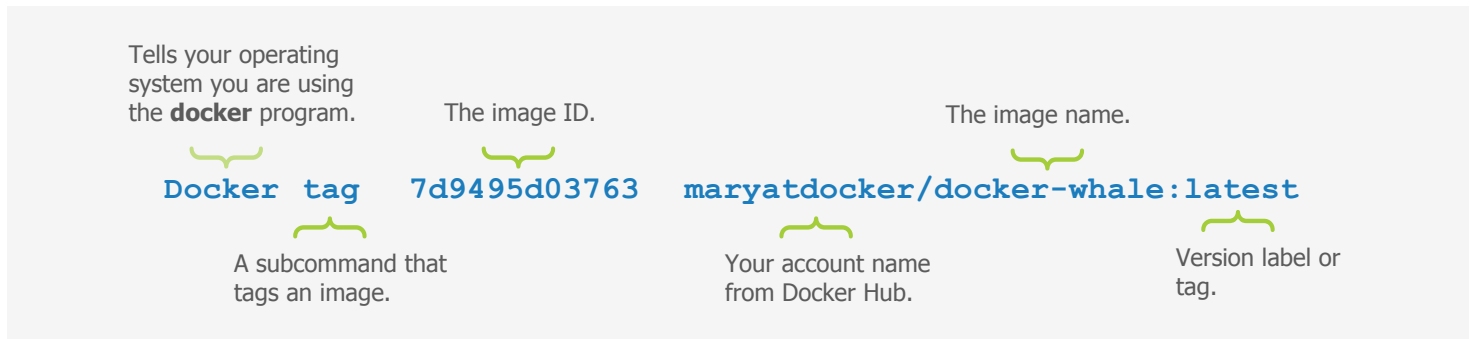 Tells your operating
system you are using
the docker program.
The image ID.
The image name.
Docker tag 7d9495d03763 maryatdocker/docker-whale:latest
A subcommand that
tags an image.
Your account name
from Docker Hub.
Version label or
tag.